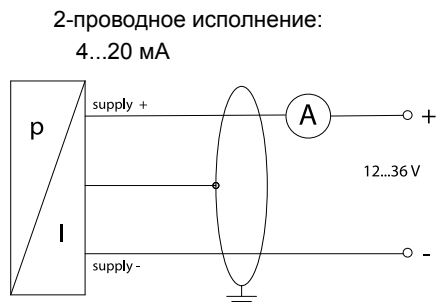 2-проводное исполнение:
4...20 мА
supply +
A
+
p
12...36 V
I
supply -
-